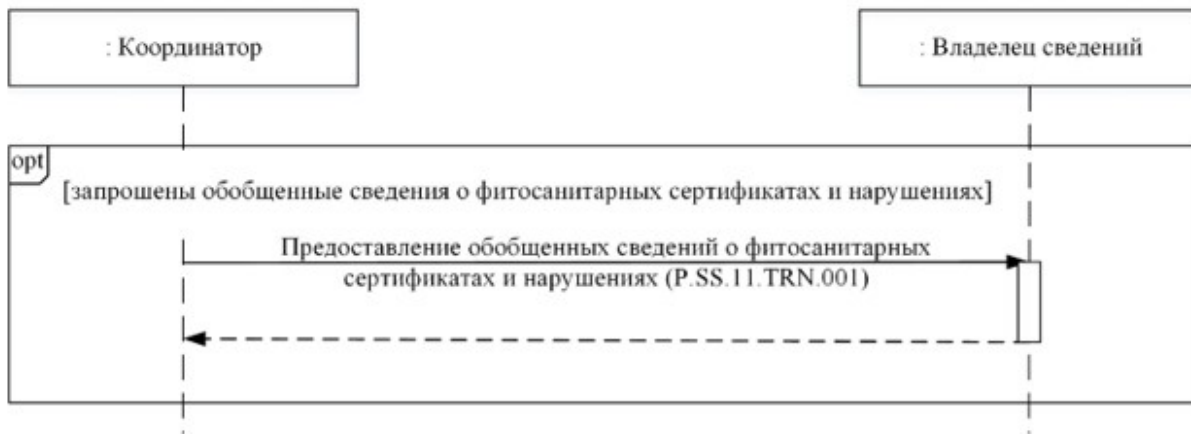 : Координатор
: Владелец сведений
opt
[запрошены обобщенные сведения о фитосанитарных сертификатах и нарушениях]
Предоставление обобщенных сведений о фитосанитарных
сертификатах и нарушениях (P.SS.11.TRN.001)